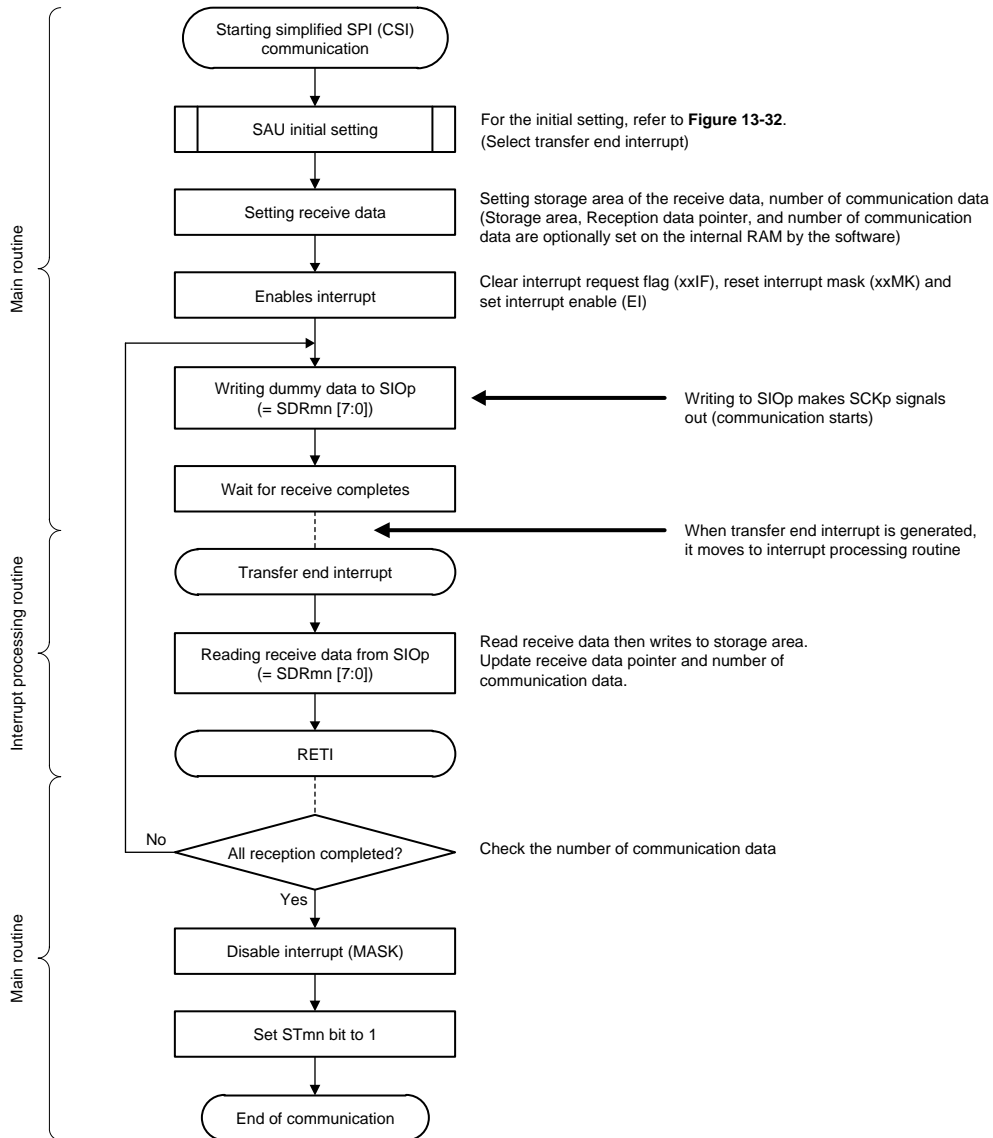 Starting simplified SPI (CSI)
communication
SAU initial setting
For the initial setting, refer to Figure 13-32.
(Select transfer end interrupt)
Setting receive data
Setting storage area of the receive data, number of communication data
(Storage area, Reception data pointer, and number of communication
data are optionally set on the internal RAM by the software)
Main routine
Enables interrupt
Clear interrupt request flag (xxIF), reset interrupt mask (xxMK) and
set interrupt enable (EI)
Writing dummy data to SIOp
(= SDRmn [7:0])
Writing to SIOp makes SCKp signals
out (communication starts)
Wait for receive completes
When transfer end interrupt is generated,
it moves to interrupt processing routine
Transfer end interrupt
Interrupt processing routine
Reading receive data from SIOp
(= SDRmn [7:0])
Read receive data then writes to storage area.
Update receive data pointer and number of
communication data.
RETI
No
All reception completed?
Check the number of communication data
Yes
Main routine
Disable interrupt (MASK)
Set STmn bit to 1
End of communication